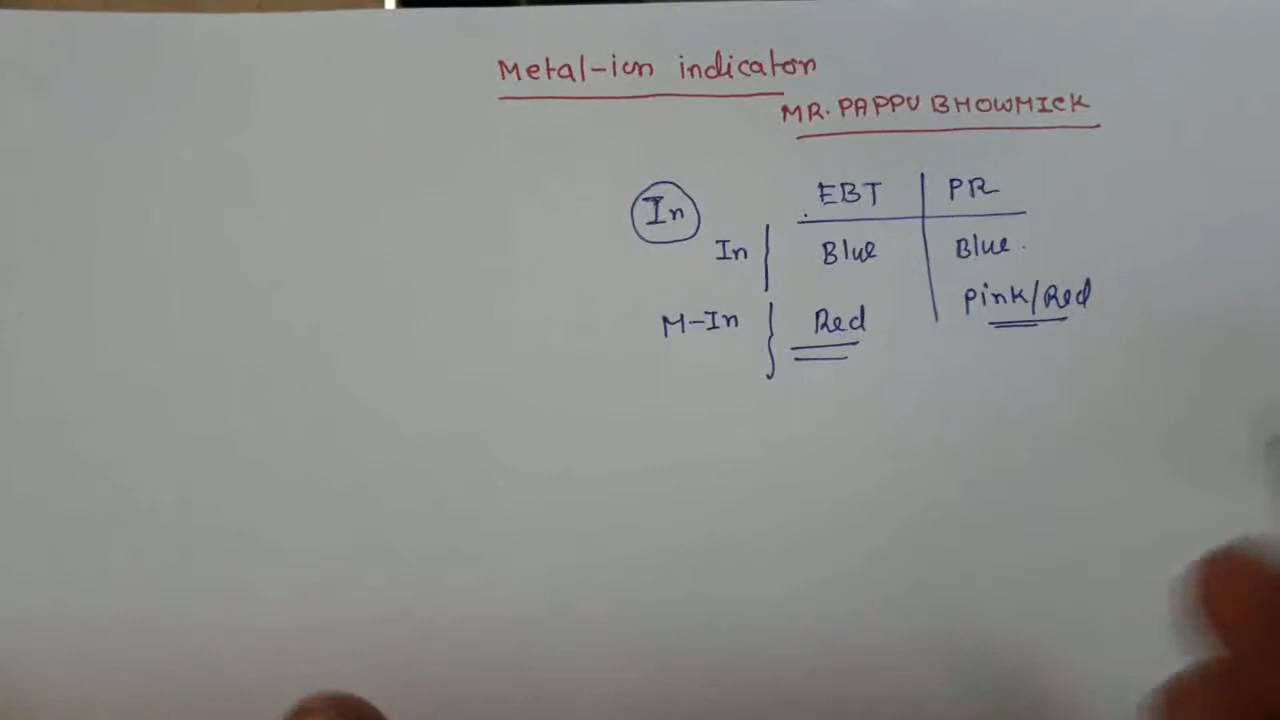 Metal-ion indicator
MR. PAPPU BHOWMICK
In
EBT PR
In Blue Blue
M-In Red Pink/Red